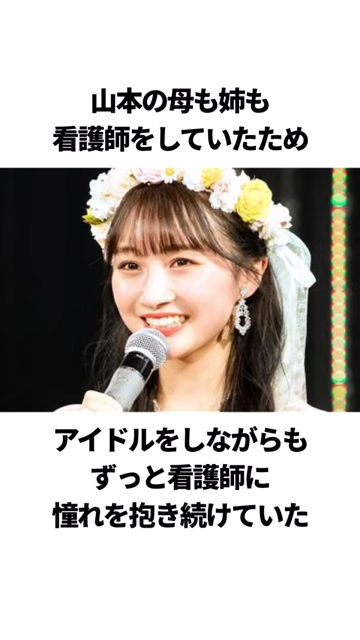 山本の母も姉も
看護師をしていたため
アイドルをしながらも
ずっと看護師に
憧れを抱き続けていた